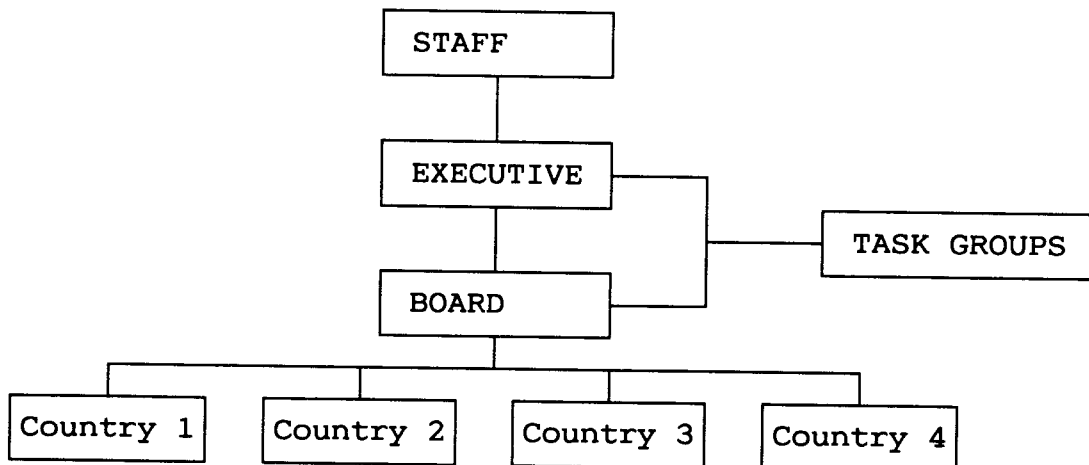 STAFF
EXECUTIVE
TASK GROUPS
BOARD
Country 1
Country 2
Country 3
Country 4